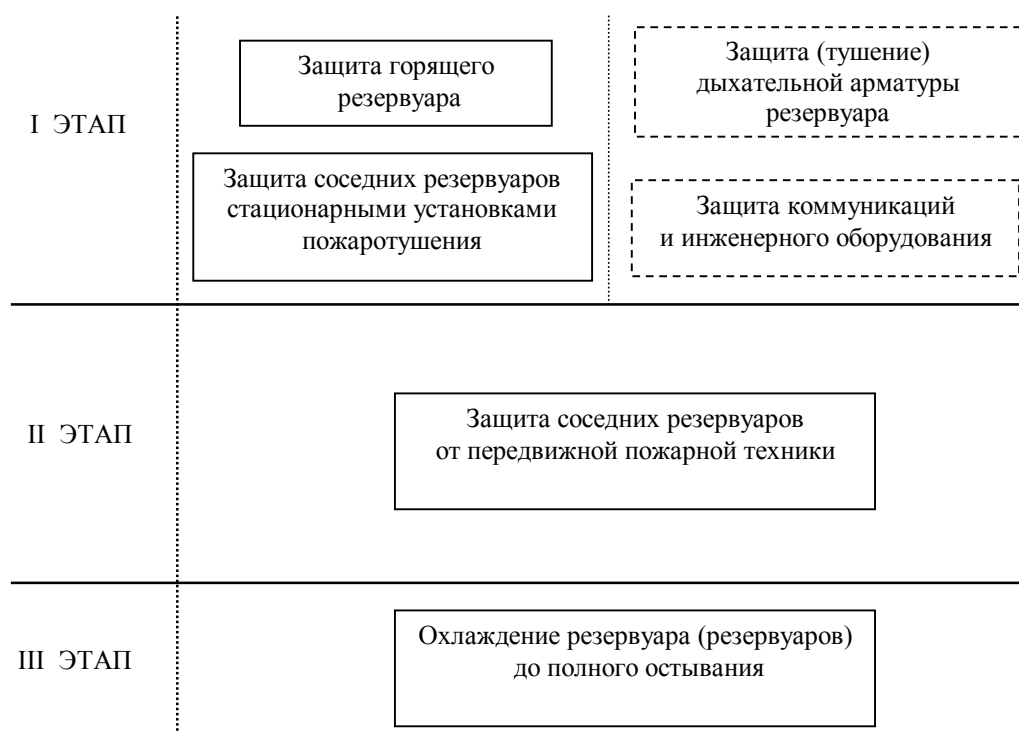 I ЭТАП
Защита горящего
резервуара
Защита соседних резервуаров
стационарными установками
пожаротушения
Защита (тушение)
дыхательной арматуры
резервуара
Защита коммуникаций
и инженерного оборудования
II ЭТАП
Защита соседних резервуаров
от передвижной пожарной техники
III ЭТАП
Охлаждение резервуара (резервуаров)
до полного остывания